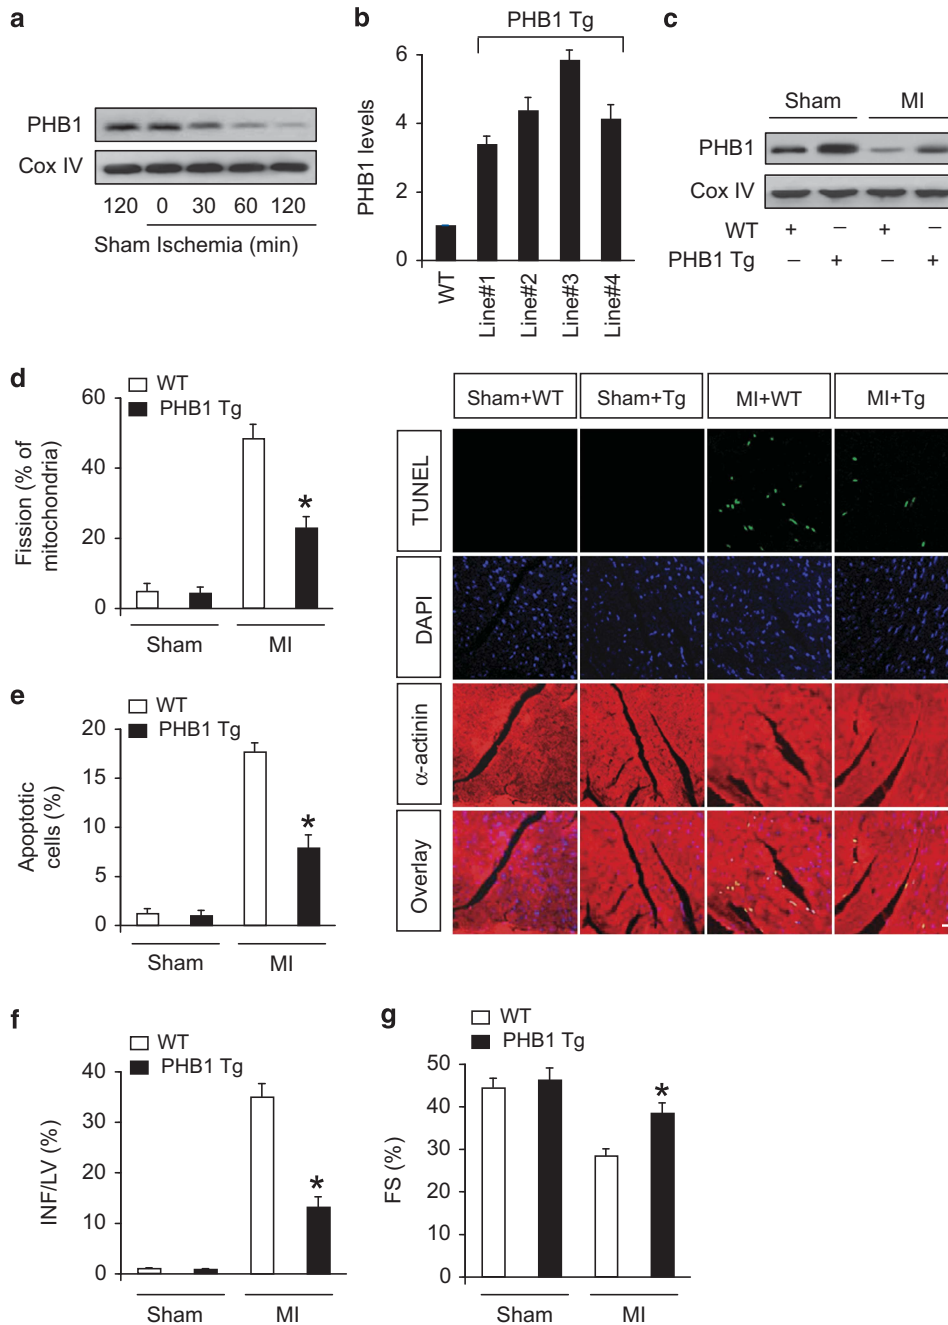 a
PHB1
Cox IV
120 0 30 60 120
Sham Ischemia (min)
b
PHB1 Tg
PHB1 levels
6
4
2
0
WT
Line#1
Line#2
Line#3
Line#4
c
Sham MI
PHB1
Cox IV
WT + − + −
PHB1 Tg − + − +
d
WT
PHB1 Tg
Fission (% of
mitochondria)
60
40
20
0
*
Sham MI
e
WT
PHB1 Tg
Apoptotic
cells (%)
20
15
10
5
0
*
Sham MI
Sham+WT Sham+Tg MI+WT MI+Tg
TUNEL
DAPI
α-actinin
Overlay
f
WT
PHB1 Tg
INF/LV (%)
40
30
20
10
0
*
Sham MI
g
WT
PHB1 Tg
FS (%)
50
40
30
20
10
0
*
Sham MI